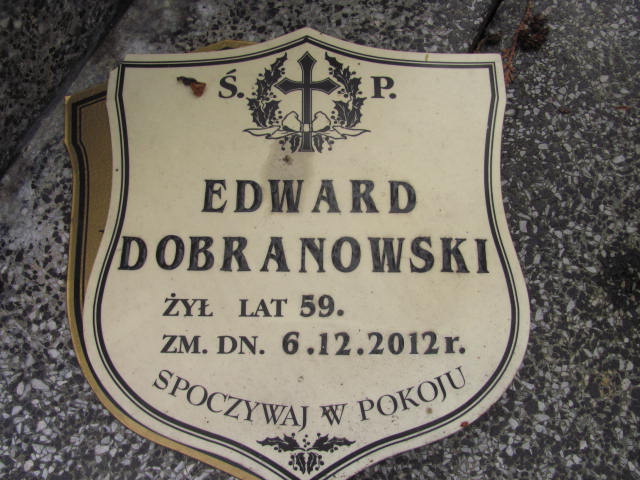 Ś. P.
EDWARD
DOBRANOWSKI
ŻYŁ LAT 59.
ZM. DN. 6.12.2012 r.
SPOCZYWAJ W POKOJU